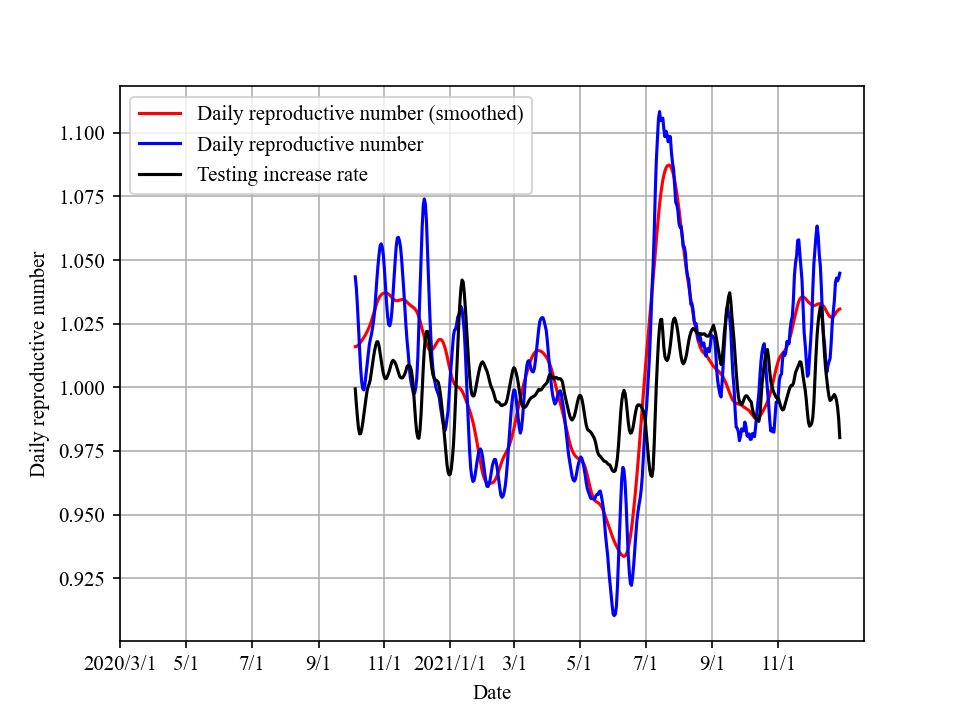 Daily reproductive number (smoothed)
Daily reproductive number
Testing increase rate
1.100
1.075
1.050
1.025
1.000
0.975
0.950
0.925
Daily reproductive number
2020/3/1 5/1 7/1 9/1 11/1 2021/1/1 3/1 5/1 7/1 9/1 11/1
Date